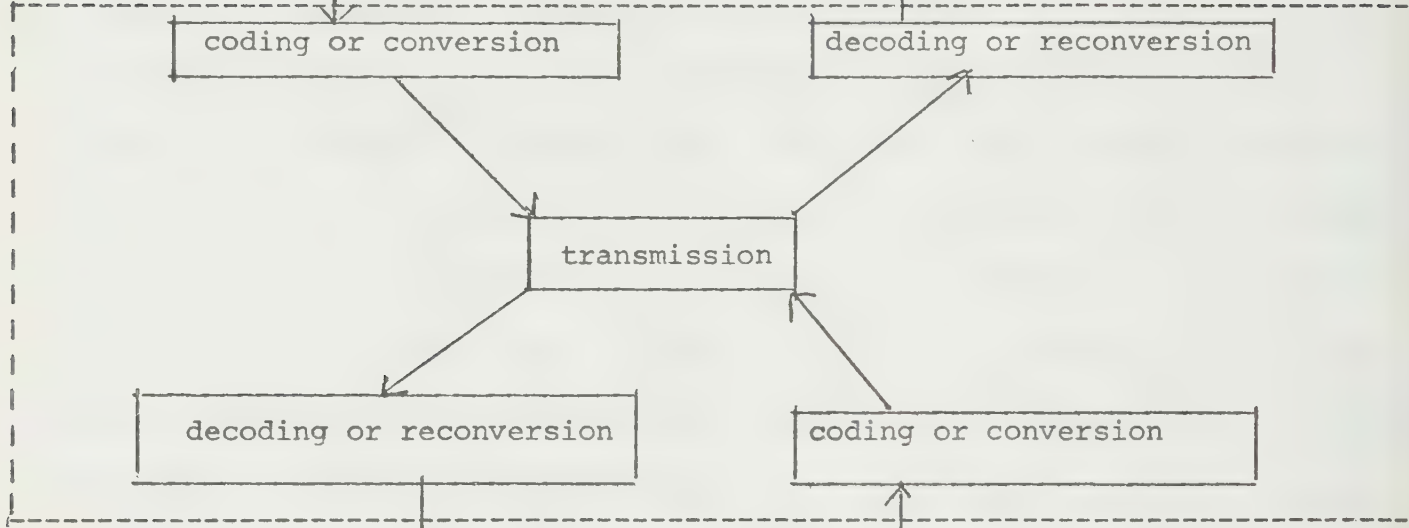 coding or conversion
decoding or reconversion
transmission
decoding or reconversion
coding or conversion